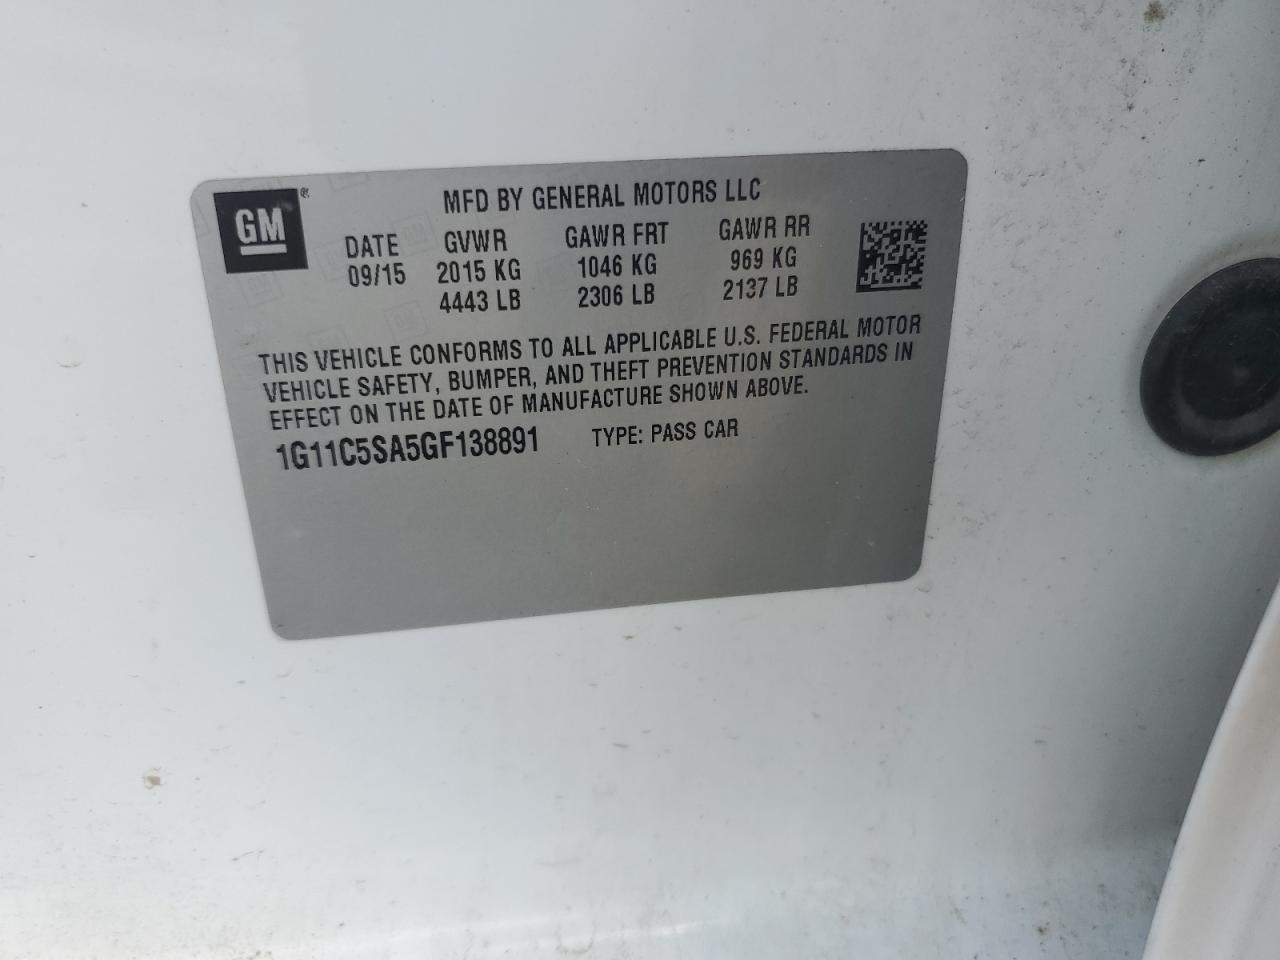 GM®
MFD BY GENERAL MOTORS LLC
DATE GVWR GAWR FRT GAWR RR
09/15 2015 KG 1046 KG 969 KG
4443 LB 2306 LB 2137 LB
THIS VEHICLE CONFORMS TO ALL APPLICABLE U.S. FEDERAL MOTOR
VEHICLE SAFETY, BUMPER, AND THEFT PREVENTION STANDARDS IN
EFFECT ON THE DATE OF MANUFACTURE SHOWN ABOVE.
1G11C5SA5GF138891 TYPE: PASS CAR